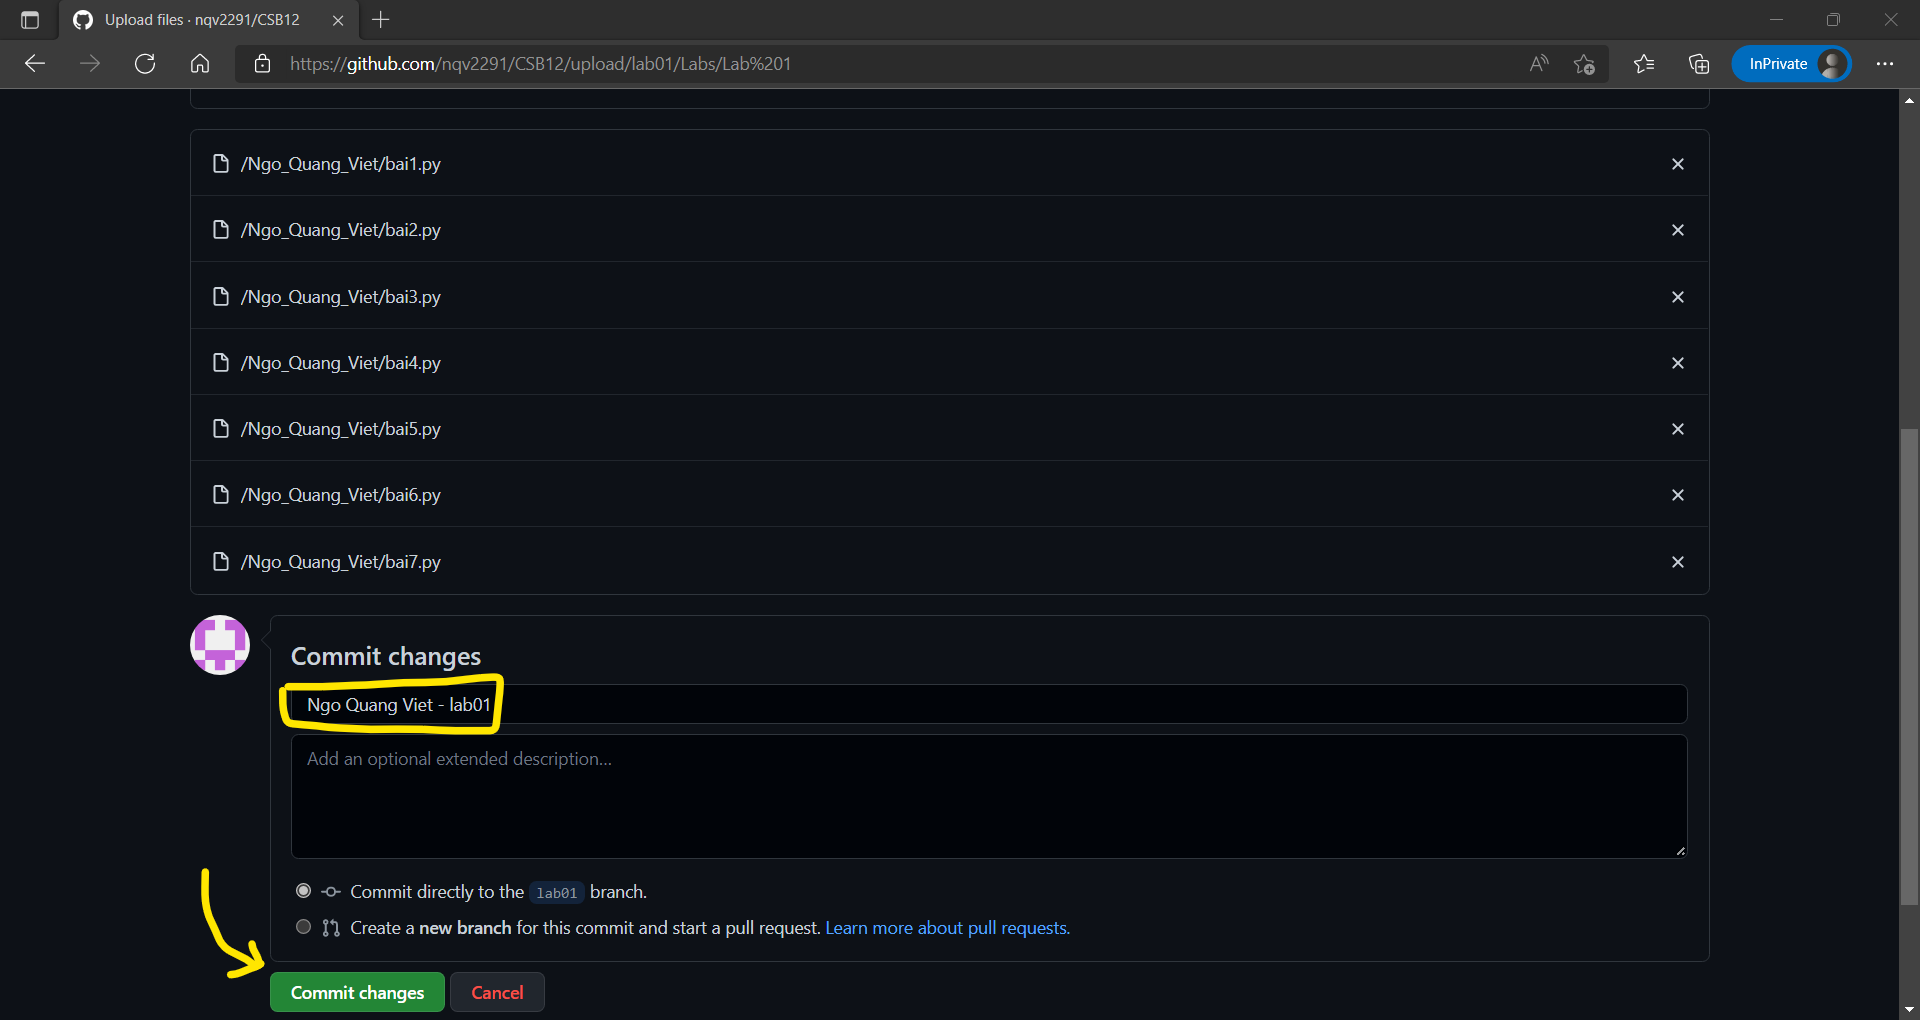 Upload files · nqv2291/CSB12
https://github.com/nqv2291/CSB12/upload/lab01/Labs/Lab%201
InPrivate
/Ngo_Quang_Viet/bai1.py
/Ngo_Quang_Viet/bai2.py
/Ngo_Quang_Viet/bai3.py
/Ngo_Quang_Viet/bai4.py
/Ngo_Quang_Viet/bai5.py
/Ngo_Quang_Viet/bai6.py
/Ngo_Quang_Viet/bai7.py
Commit changes
Ngo Quang Viet - lab01
Add an optional extended description...
Commit directly to the lab01 branch.
Create a new branch for this commit and start a pull request. Learn more about pull requests.
Commit changes Cancel